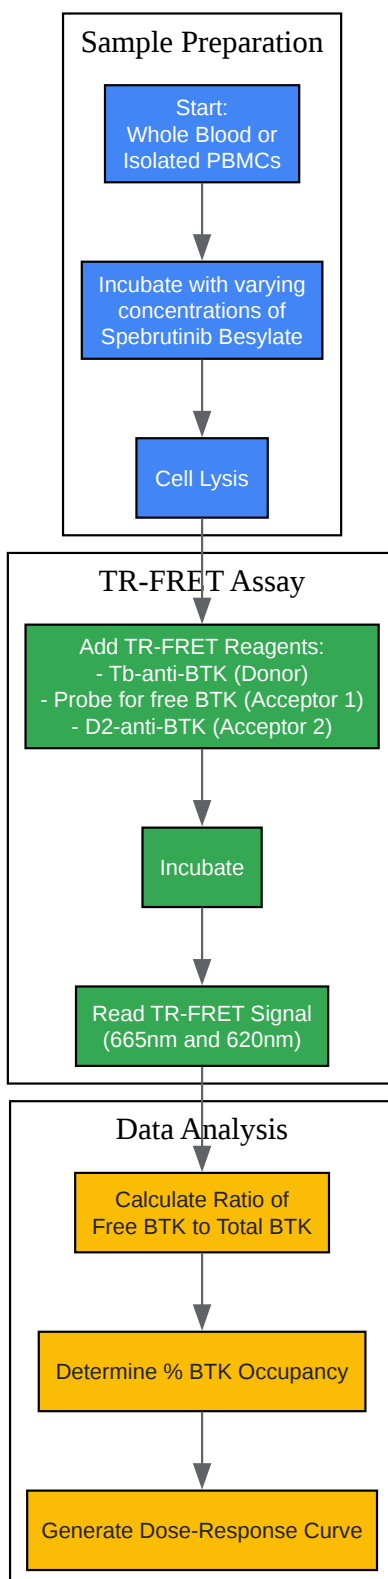 Sample Preparation
Start:
Whole Blood or
Isolated PBMCs
Incubate with varying
concentrations of
Spebrutinib Besylate
Cell Lysis
TR-FRET Assay
Add TR-FRET Reagents:
- Tb-anti-BTK (Donor)
- Probe for free BTK (Acceptor 1)
- D2-anti-BTK (Acceptor 2)
Incubate
Read TR-FRET Signal
(665nm and 620nm)
Data Analysis
Calculate Ratio of
Free BTK to Total BTK
Determine % BTK Occupancy
Generate Dose-Response Curve